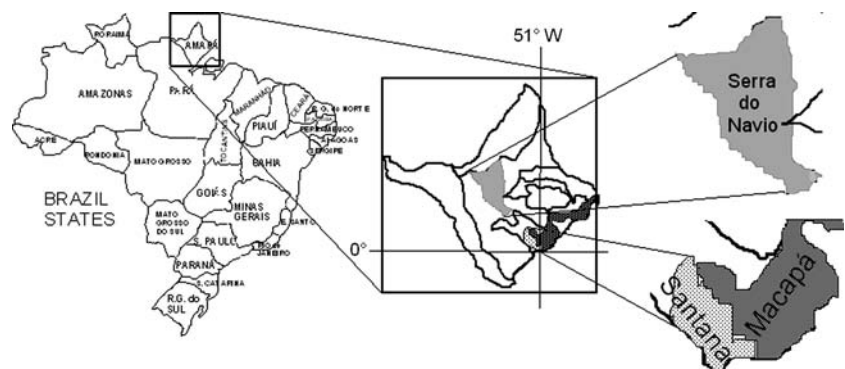 RORAIMA
AMAPÁ
AMAZONAS
PARÁ
MARANHÃO
CEARÁ
R. G. do NORTE
PERNAMBUCO
ALAGOAS
SERGIPE
PIAUÍ
TOCANTINS
ACRE
RONDONIA
MATO GROSSO
BAHIA
GOIÁS
MINAS
GERAIS
E. SANTO
MATO
GROSSO
DO SUL
S. PAULO
RIO de
JANEIRO
PARANÁ
S. CATARINA
R.G. do
SUL
BRAZIL
STATES
51° W
0°
Serra
do
Navio
Santana
Macapá